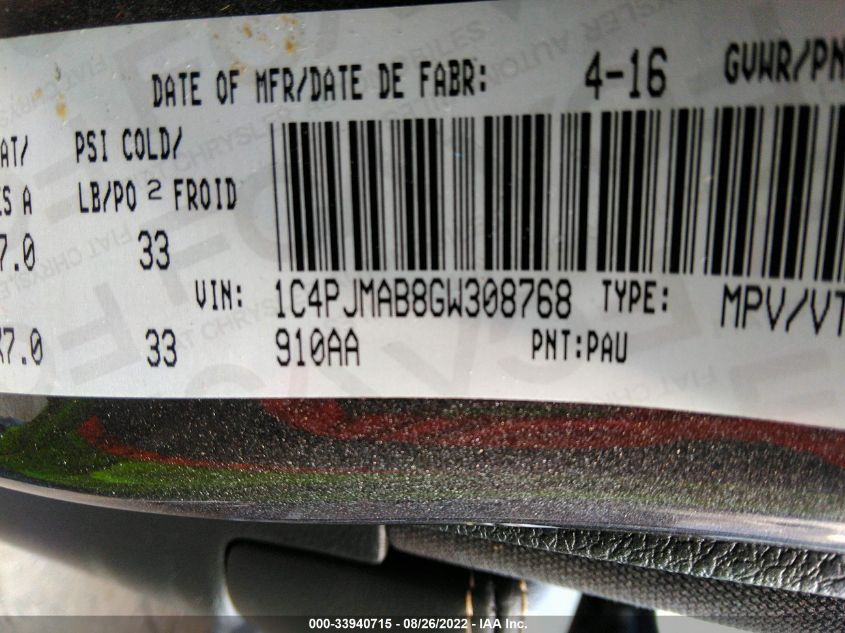 DATE OF MFR/DATE DE FABR: 4-16 GVWR/PN
AT/ PSI COLD/
ES A LB/PO 2 FROID
7.0 33
VIN: 1C4PJMAB8GW308768 TYPE: MPV/VT
X7.0 33 910AA PNT:PAU
000-33940715 - 08/26/2022 - IAA Inc.